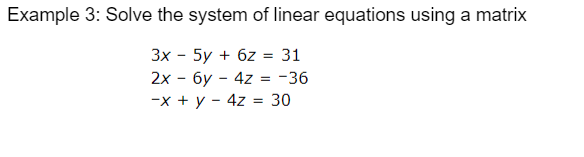 Example 3: Solve the system of linear equations using a matrix
3x - 5y + 6z = 31
2x - 6y - 4z = -36
-x + y - 4z = 30